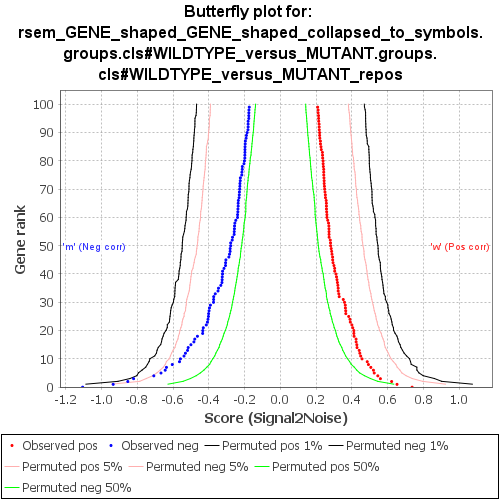 Butterfly plot for:
rsem_GENE_shaped_GENE_shaped_collapsed_to_symbols.
groups.cls#WILDTYPE_versus_MUTANT.groups.
cls#WILDTYPE_versus_MUTANT_repos
100
90
80
70
60
50
40
30
20
10
0
Gene rank
'm' (Neg corr)
'w' (Pos corr)
-1.2 -1.0 -0.8 -0.6 -0.4 -0.2 0.0 0.2 0.4 0.6 0.8 1.0
Score (Signal2Noise)
Observed pos Observed neg Permuted pos 1% Permuted neg 1%
Permuted pos 5% Permuted neg 5% Permuted pos 50%
Permuted neg 50%